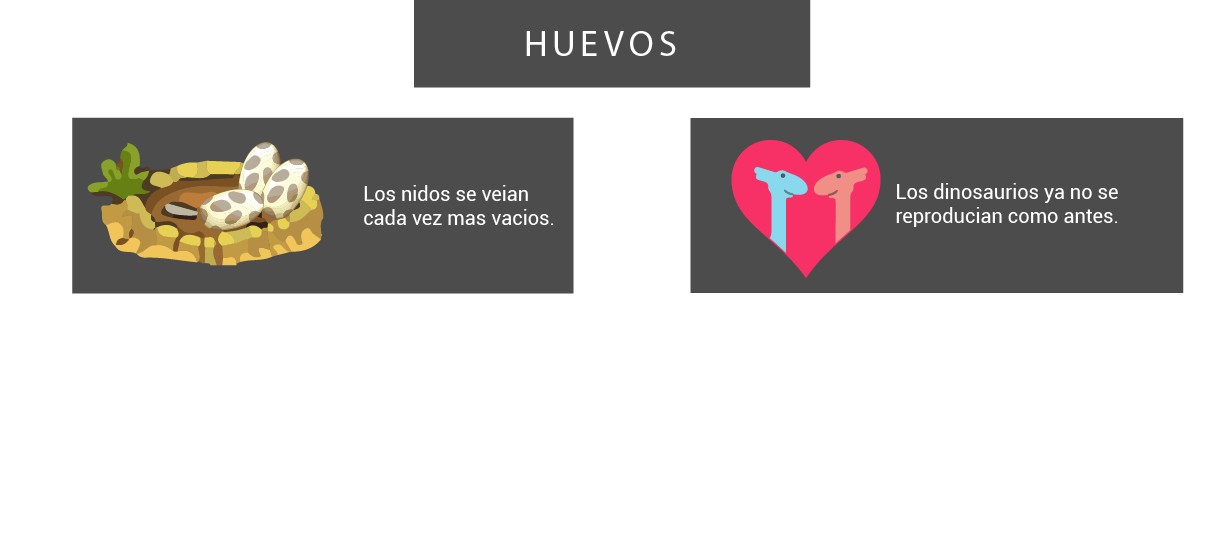 HUEVOS
Los nidos se veian
cada vez mas vacios.
Los dinosaurios ya no se
reproducian como antes.